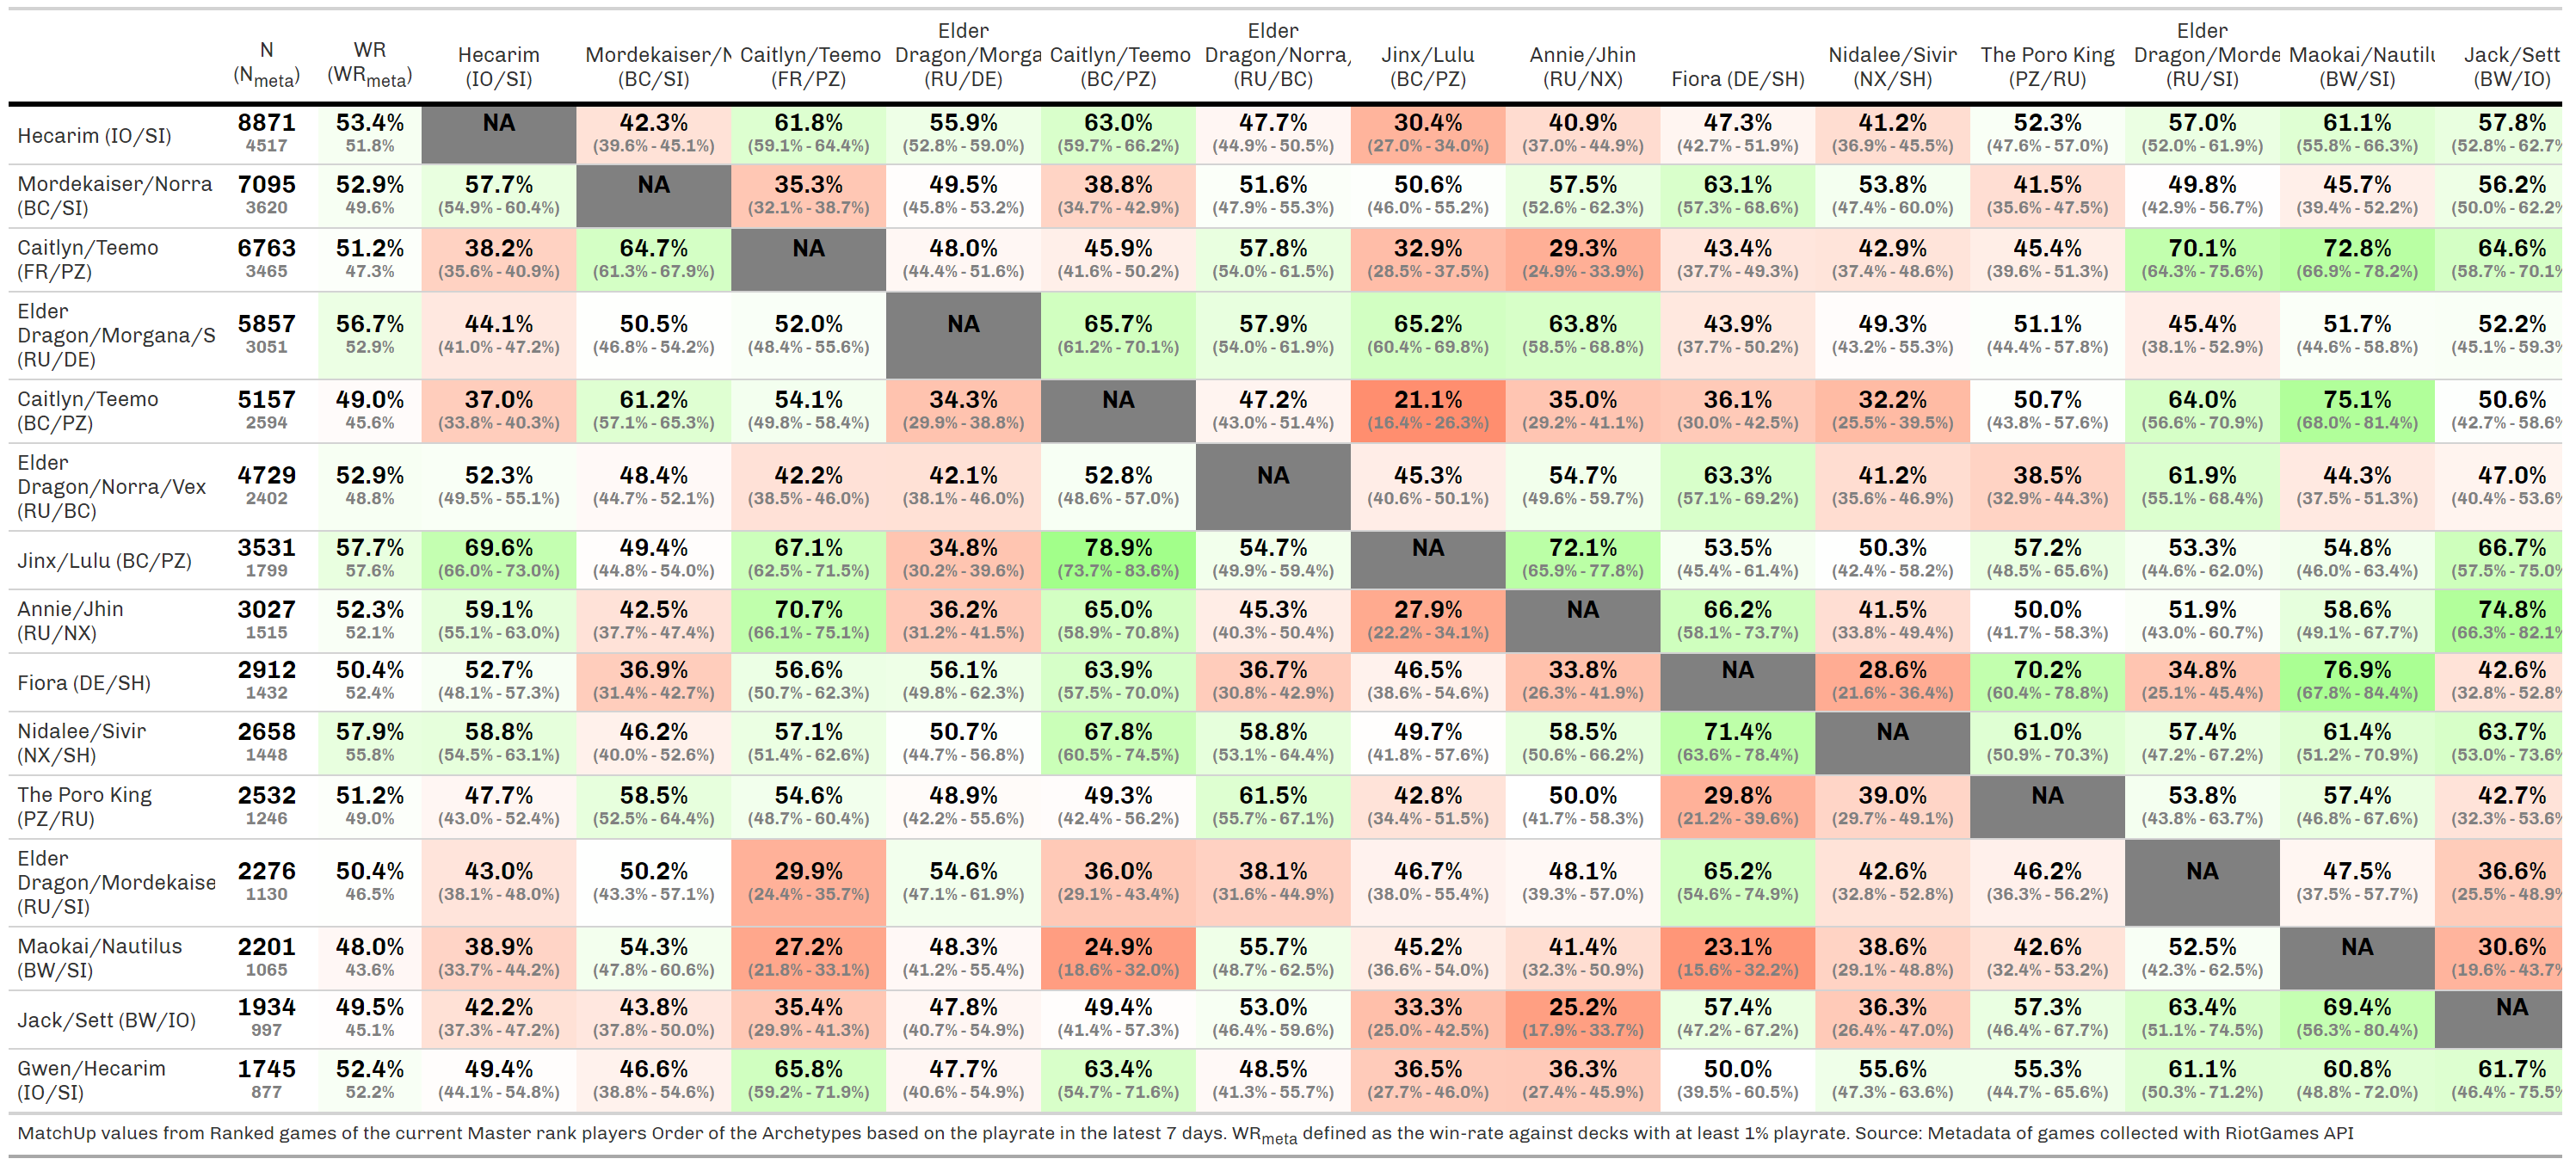 N (Nmeta) WR (WRmeta) Hecarim (IO/SI) Mordekaiser/N (BC/SI) Caitlyn/Teemo (FR/PZ) Elder Dragon/Morga (RU/DE) Caitlyn/Teemo (BC/PZ) Elder Dragon/Norra, (RU/BC) Jinx/Lulu (BC/PZ) Annie/Jhin (RU/NX) Fiora (DE/SH) Nidalee/Sivir (NX/SH) The Poro King (PZ/RU) Elder Dragon/Morde (RU/SI) Maokai/Nautilu (BW/SI) Jack/Sett (BW/IO)
Hecarim (IO/SI) 8871 53.4% NA 42.3% 61.8% 55.9% 63.0% 47.7% 30.4% 40.9% 47.3% 41.2% 52.3% 57.0% 61.1% 57.8%
4517 51.8% (39.6% - 45.1%) (59.1% - 64.4%) (52.8% - 59.0%) (59.7% - 66.2%) (44.9% - 50.5%) (27.0% - 34.0%) (37.0% - 44.9%) (42.7% - 51.9%) (36.9% - 45.5%) (47.6% - 57.0%) (52.0% - 61.9%) (55.8% - 66.3%) (52.8% - 62.7%
Mordekaiser/Norra 7095 52.9% 57.7% NA 35.3% 49.5% 38.8% 51.6% 50.6% 57.5% 63.1% 53.8% 41.5% 49.8% 45.7% 56.2%
(BC/SI) 3620 49.6% (54.9% - 60.4%) (32.1% - 38.7%) (45.8% - 53.2%) (34.7% - 42.9%) (47.9% - 55.3%) (46.0% - 55.2%) (52.6% - 62.3%) (57.3% - 68.6%) (47.4% - 60.0%) (35.6% - 47.5%) (42.9% - 56.7%) (39.4% - 52.2%) (50.0% - 62.2%
Caitlyn/Teemo 6763 51.2% 38.2% 64.7% NA 48.0% 45.9% 57.8% 32.9% 29.3% 43.4% 42.9% 45.4% 70.1% 72.8% 64.6%
(FR/PZ) 3465 47.3% (35.6% - 40.9%) (61.3% - 67.9%) (44.4% - 51.6%) (41.6% - 50.2%) (54.0% - 61.5%) (28.5% - 37.5%) (24.9% - 33.9%) (37.7% - 49.3%) (37.4% - 48.6%) (39.6% - 51.3%) (64.3% - 75.6%) (66.9% - 78.2%) (58.7% - 70.1%
Elder
Dragon/Morgana/S 5857 56.7% 44.1% 50.5% 52.0% NA 65.7% 57.9% 65.2% 63.8% 43.9% 49.3% 51.1% 45.4% 51.7% 52.2%
(RU/DE) 3051 52.9% (41.0% - 47.2%) (46.8% - 54.2%) (48.4% - 55.6%) (61.2% - 70.1%) (54.0% - 61.9%) (60.4% - 69.8%) (58.5% - 68.8%) (37.7% - 50.2%) (43.2% - 55.3%) (44.4% - 57.8%) (38.1% - 52.9%) (44.6% - 58.8%) (45.1% - 59.3%
Caitlyn/Teemo 5157 49.0% 37.0% 61.2% 54.1% 34.3% NA 47.2% 21.1% 35.0% 36.1% 32.2% 50.7% 64.0% 75.1% 50.6%
(BC/PZ) 2594 45.6% (33.8% - 40.3%) (57.1% - 65.3%) (49.8% - 58.4%) (29.9% - 38.8%) (43.0% - 51.4%) (16.4% - 26.3%) (29.2% - 41.1%) (30.0% - 42.5%) (25.5% - 39.5%) (43.8% - 57.6%) (56.6% - 70.9%) (68.0% - 81.4%) (42.7% - 58.6%
Elder
Dragon/Norra/Vex 4729 52.9% 52.3% 48.4% 42.2% 42.1% 52.8% NA 45.3% 54.7% 63.3% 41.2% 38.5% 61.9% 44.3% 47.0%
(RU/BC) 2402 48.8% (49.5% - 55.1%) (44.7% - 52.1%) (38.5% - 46.0%) (38.1% - 46.0%) (48.6% - 57.0%) (40.6% - 50.1%) (49.6% - 59.7%) (57.1% - 69.2%) (35.6% - 46.9%) (32.9% - 44.3%) (55.1% - 68.4%) (37.5% - 51.3%) (40.4% - 53.6%
Jinx/Lulu (BC/PZ) 3531 57.7% 69.6% 49.4% 67.1% 34.8% 78.9% 54.7% NA 72.1% 53.5% 50.3% 57.2% 53.3% 54.8% 66.7%
1799 57.6% (66.0% - 73.0%) (44.8% - 54.0%) (62.5% - 71.5%) (30.2% - 39.6%) (73.7% - 83.6%) (49.9% - 59.4%) (65.9% - 77.8%) (45.4% - 61.4%) (42.4% - 58.2%) (48.5% - 65.6%) (44.6% - 62.0%) (46.0% - 63.4%) (57.5% - 75.0%
Annie/Jhin 3027 52.3% 59.1% 42.5% 70.7% 36.2% 65.0% 45.3% 27.9% NA 66.2% 41.5% 50.0% 51.9% 58.6% 74.8%
(RU/NX) 1515 52.1% (55.1% - 63.0%) (37.7% - 47.4%) (66.1% - 75.1%) (31.2% - 41.5%) (58.9% - 70.8%) (40.3% - 50.4%) (22.2% - 34.1%) (58.1% - 73.7%) (33.8% - 49.4%) (41.7% - 58.3%) (43.0% - 60.7%) (49.1% - 67.7%) (66.3% - 82.1%
Fiora (DE/SH) 2912 50.4% 52.7% 36.9% 56.6% 56.1% 63.9% 36.7% 46.5% 33.8% NA 28.6% 70.2% 34.8% 76.9% 42.6%
1432 52.4% (48.1% - 57.3%) (31.4% - 42.7%) (50.7% - 62.3%) (49.8% - 62.3%) (57.5% - 70.0%) (30.8% - 42.9%) (38.6% - 54.6%) (26.3% - 41.9%) (21.6% - 36.4%) (60.4% - 78.8%) (25.1% - 45.4%) (67.8% - 84.4%) (32.8% - 52.8%
Nidalee/Sivir 2658 57.9% 58.8% 46.2% 57.1% 50.7% 67.8% 58.8% 49.7% 58.5% 71.4% NA 61.0% 57.4% 61.4% 63.7%
(NX/SH) 1448 55.8% (54.5% - 63.1%) (40.0% - 52.6%) (51.4% - 62.6%) (44.7% - 56.8%) (60.5% - 74.5%) (53.1% - 64.4%) (41.8% - 57.6%) (50.6% - 66.2%) (63.6% - 78.4%) (50.9% - 70.3%) (47.2% - 67.2%) (51.2% - 70.9%) (53.0% - 73.6%
The Poro King 2532 51.2% 47.7% 58.5% 54.6% 48.9% 49.3% 61.5% 42.8% 50.0% 29.8% 39.0% NA 53.8% 57.4% 42.7%
(PZ/RU) 1246 49.0% (43.0% - 52.4%) (52.5% - 64.4%) (48.7% - 60.4%) (42.2% - 55.6%) (42.4% - 56.2%) (55.7% - 67.1%) (34.4% - 51.5%) (41.7% - 58.3%) (21.2% - 39.6%) (29.7% - 49.1%) (43.8% - 63.7%) (46.8% - 67.6%) (32.3% - 53.6%
Elder
Dragon/Mordekaise 2276 50.4% 43.0% 50.2% 29.9% 54.6% 36.0% 38.1% 46.7% 48.1% 65.2% 42.6% 46.2% NA 47.5% 36.6%
(RU/SI) 1130 46.5% (38.1% - 48.0%) (43.3% - 57.1%) (24.4% - 35.7%) (47.1% - 61.9%) (29.1% - 43.4%) (31.6% - 44.9%) (38.0% - 55.4%) (39.3% - 57.0%) (54.6% - 74.9%) (32.8% - 52.8%) (36.3% - 56.2%) (37.5% - 57.7%) (25.5% - 48.9%
Maokai/Nautilus 2201 48.0% 38.9% 54.3% 27.2% 48.3% 24.9% 55.7% 45.2% 41.4% 23.1% 38.6% 42.6% 52.5% NA 30.6%
(BW/SI) 1065 43.6% (33.7% - 44.2%) (47.8% - 60.6%) (21.8% - 33.1%) (41.2% - 55.4%) (18.6% - 32.0%) (48.7% - 62.5%) (36.6% - 54.0%) (32.3% - 50.9%) (15.6% - 32.2%) (29.1% - 48.8%) (32.4% - 53.2%) (42.3% - 62.5%) (19.6% - 43.7%
Jack/Sett (BW/IO) 1934 49.5% 42.2% 43.8% 35.4% 47.8% 49.4% 53.0% 33.3% 25.2% 57.4% 36.3% 57.3% 63.4% 69.4% NA
997 45.1% (37.3% - 47.2%) (37.8% - 50.0%) (29.9% - 41.3%) (40.7% - 54.9%) (41.4% - 57.3%) (46.4% - 59.6%) (25.0% - 42.5%) (17.9% - 33.7%) (47.2% - 67.2%) (26.4% - 47.0%) (46.4% - 67.7%) (51.1% - 74.5%) (56.3% - 80.4%)
Gwen/Hecarim 1745 52.4% 49.4% 46.6% 65.8% 47.7% 63.4% 48.5% 36.5% 36.3% 50.0% 55.6% 55.3% 61.1% 60.8% 61.7%
(IO/SI) 877 52.2% (44.1% - 54.8%) (38.8% - 54.6%) (59.2% - 71.9%) (40.6% - 54.9%) (54.7% - 71.6%) (41.3% - 55.7%) (27.7% - 46.0%) (27.4% - 45.9%) (39.5% - 60.5%) (47.3% - 63.6%) (44.7% - 65.6%) (50.3% - 71.2%) (48.8% - 72.0%) (46.4% - 75.5%
MatchUp values from Ranked games of the current Master rank players Order of the Archetypes based on the playrate in the latest 7 days. WRmeta defined as the win-rate against decks with at least 1% playrate. Source: Metadata of games collected with RiotGames API